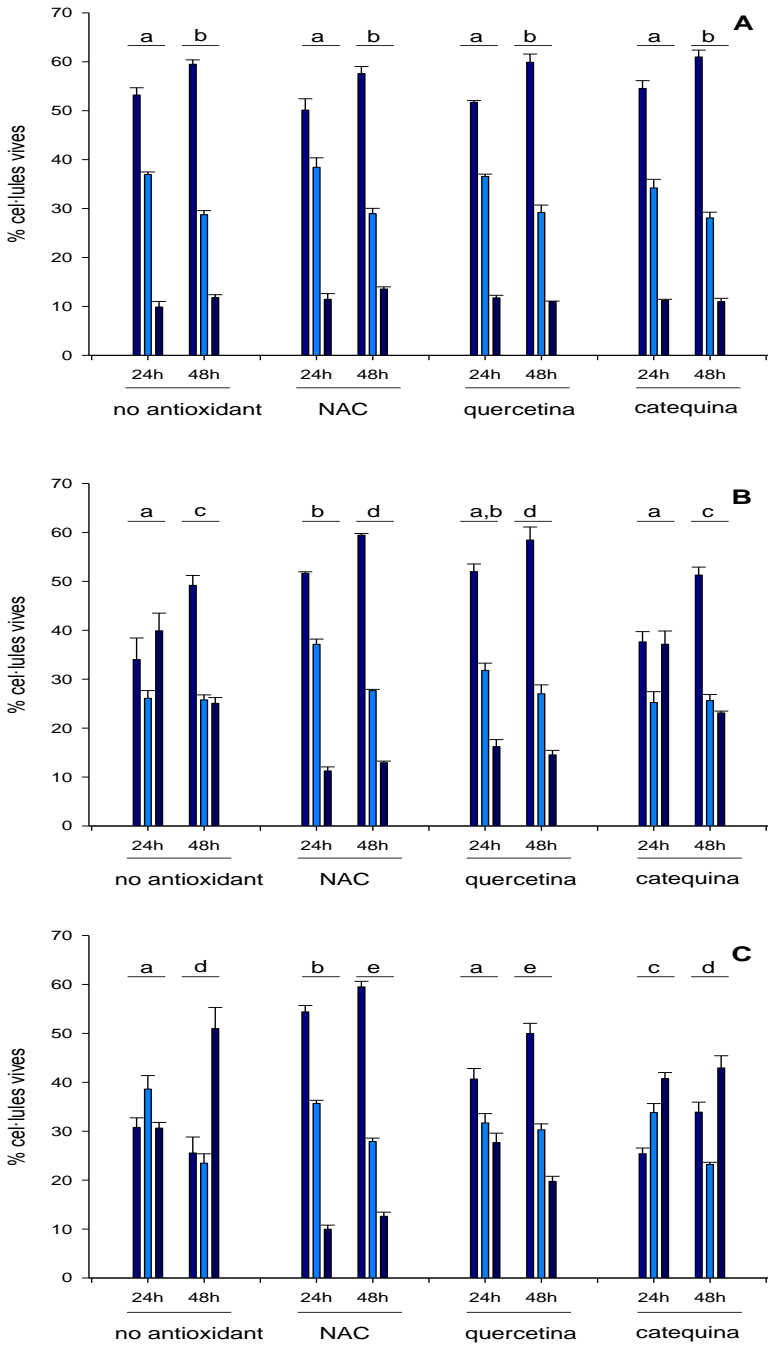 A
70
a b a b a b a b
60
50
40
30
20
10
0
% cel·lules vives
24h 48h 24h 48h 24h 48h 24h 48h
no antioxidant NAC quercetina catequina
B
70
a c b d a,b d a c
60
50
40
30
20
10
0
% cel·lules vives
24h 48h 24h 48h 24h 48h 24h 48h
no antioxidant NAC quercetina catequina
C
70
a d b e a e c d
60
50
40
30
20
10
0
% cel·lules vives
24h 48h 24h 48h 24h 48h 24h 48h
no antioxidant NAC quercetina catequina